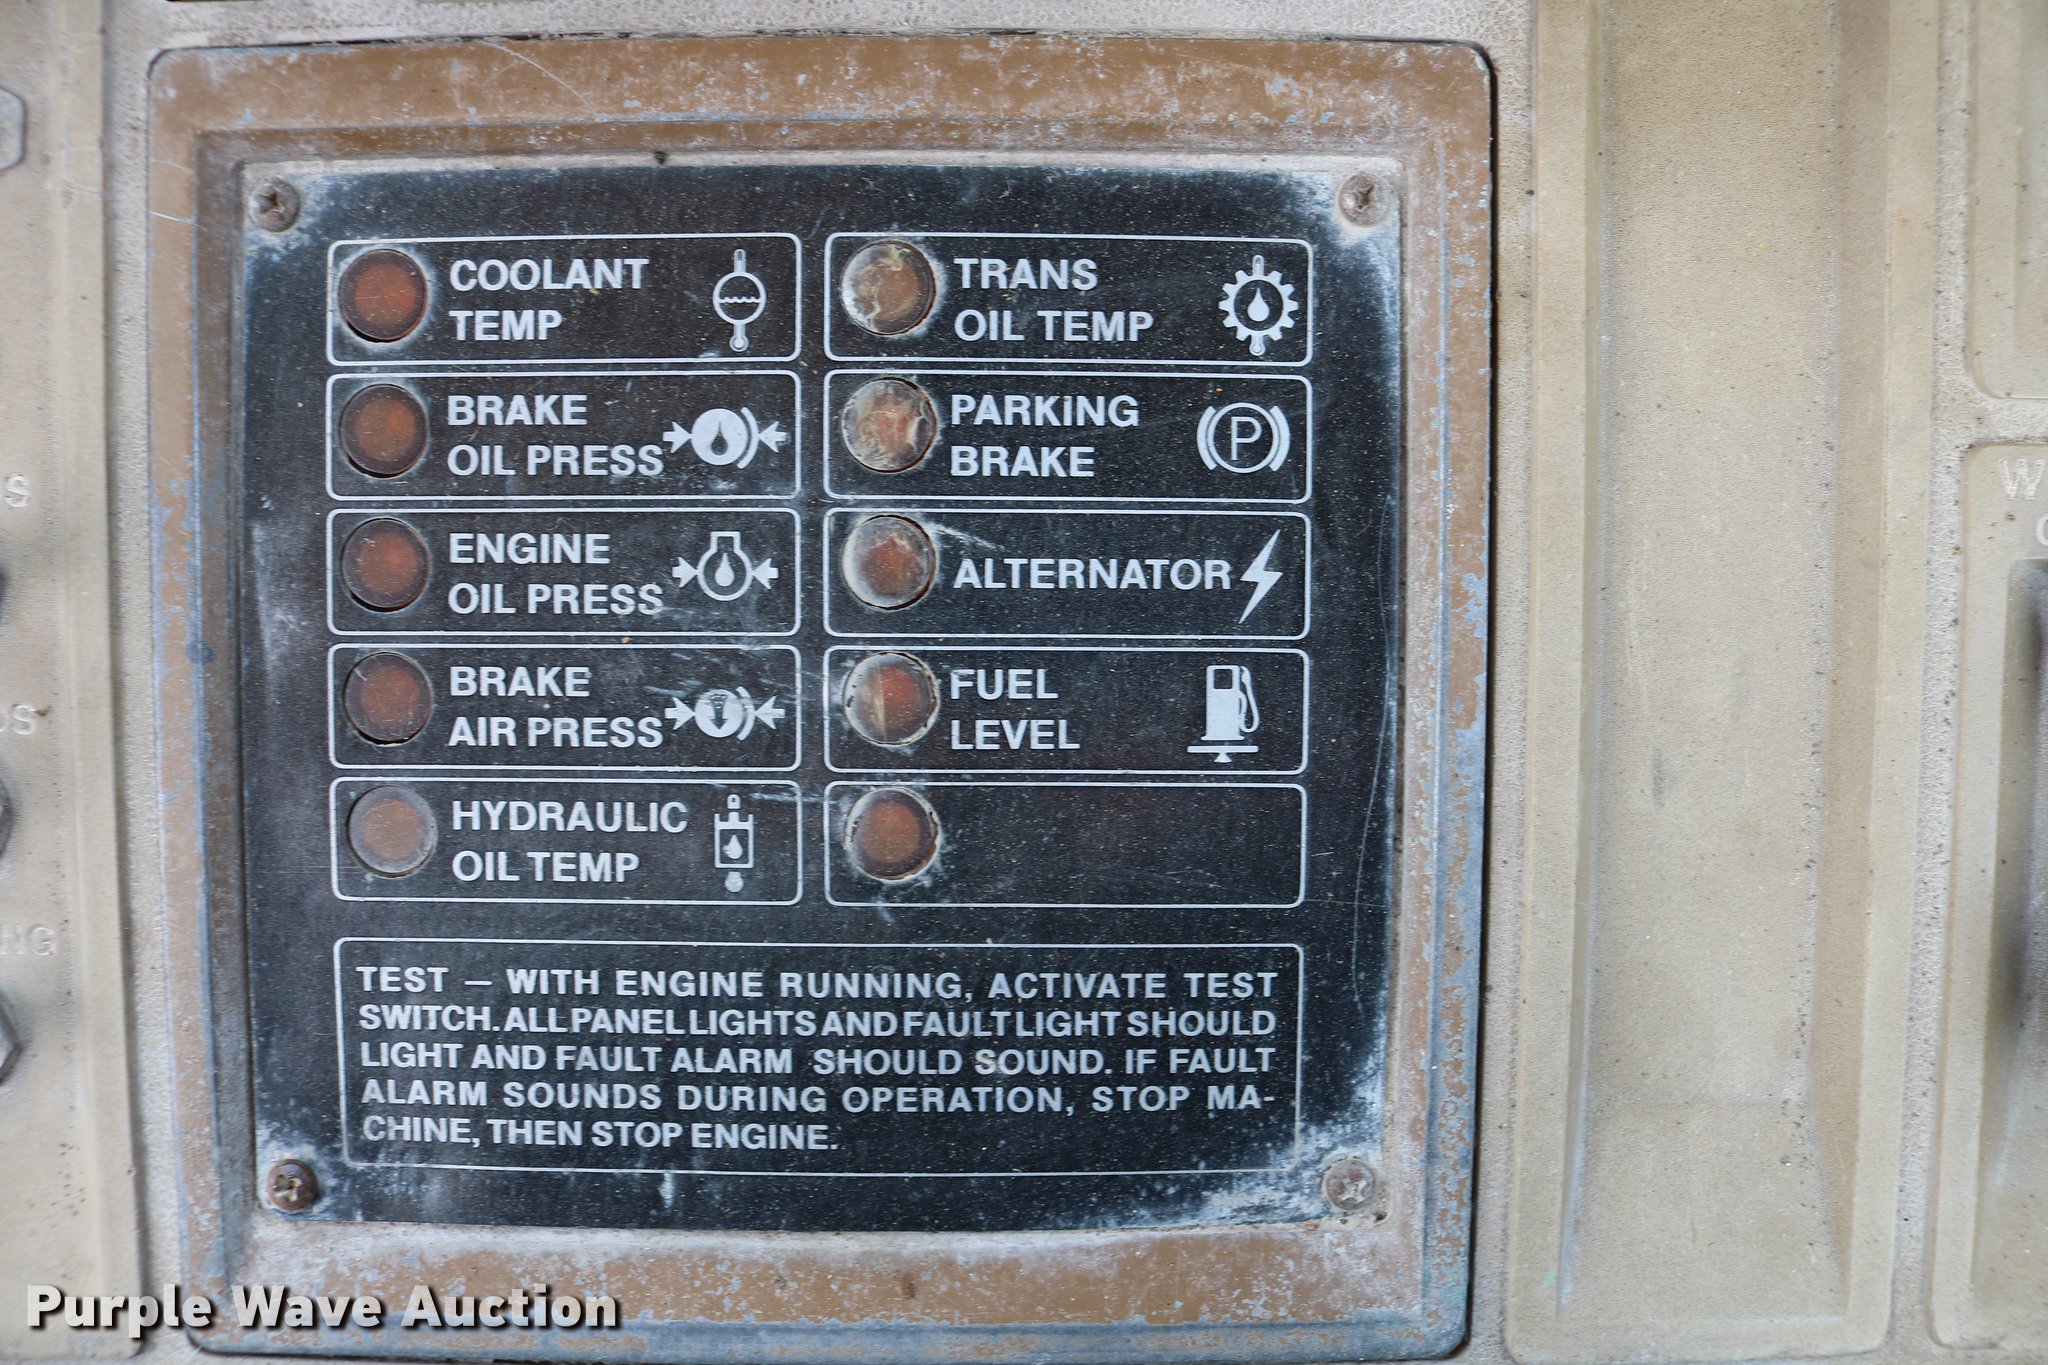 COOLANT
TEMP
TRANS
OIL TEMP
BRAKE
OIL PRESS
PARKING
BRAKE
P
ENGINE
OIL PRESS
ALTERNATOR
BRAKE
AIR PRESS
FUEL
LEVEL
HYDRAULIC
OIL TEMP
TEST — WITH ENGINE RUNNING, ACTIVATE TEST
SWITCH. ALL PANEL LIGHTS AND FAULT LIGHT SHOULD
LIGHT AND FAULT ALARM SHOULD SOUND. IF FAULT
ALARM SOUNDS DURING OPERATION, STOP MA-
CHINE, THEN STOP ENGINE.
Purple Wave Auction